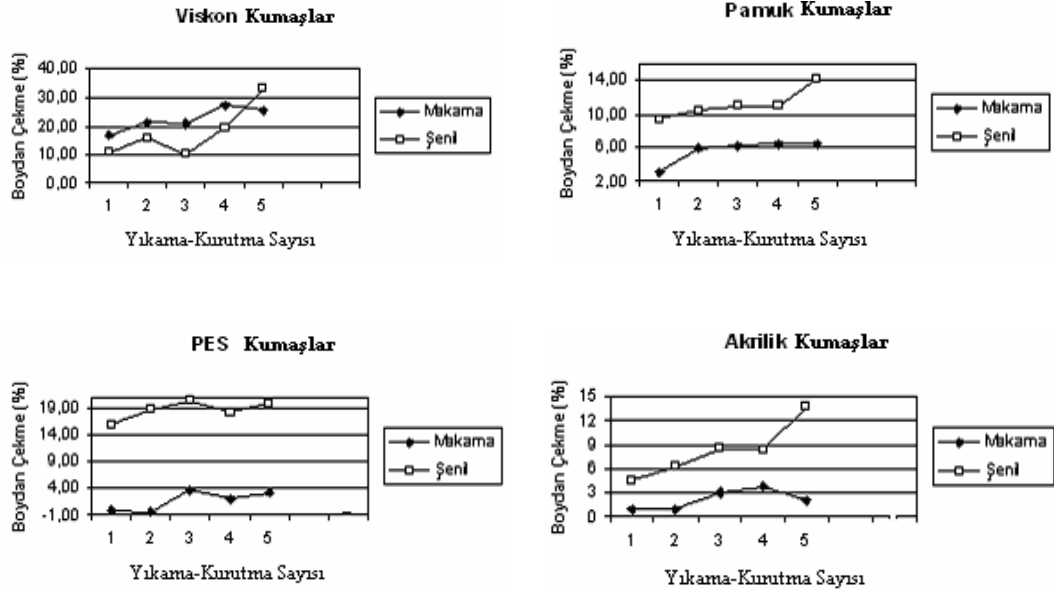 Viskon Kumaşlar
Boydan Çekme (%)
40,00
30,00
20,00
10,00
0,00
1 2 3 4 5
Yıkama-Kurutma Sayısı
Makama
Şenil
Pamuk Kumaşlar
Boydan Çekme (%)
14,00
10,00
6,00
2,00
1 2 3 4 5
Yıkama-Kurutma Sayısı
Makama
Şenil
PES Kumaşlar
Boydan Çekme (%)
19,00
14,00
9,00
4,00
-1,00
1 2 3 4 5
Yıkama-Kurutma Sayısı
Makama
Şenil
Akrilik Kumaşlar
Boydan Çekme (%)
15
12
9
6
3
0
1 2 3 4 5
Yıkama-Kurutma Sayısı
Makama
Şenil